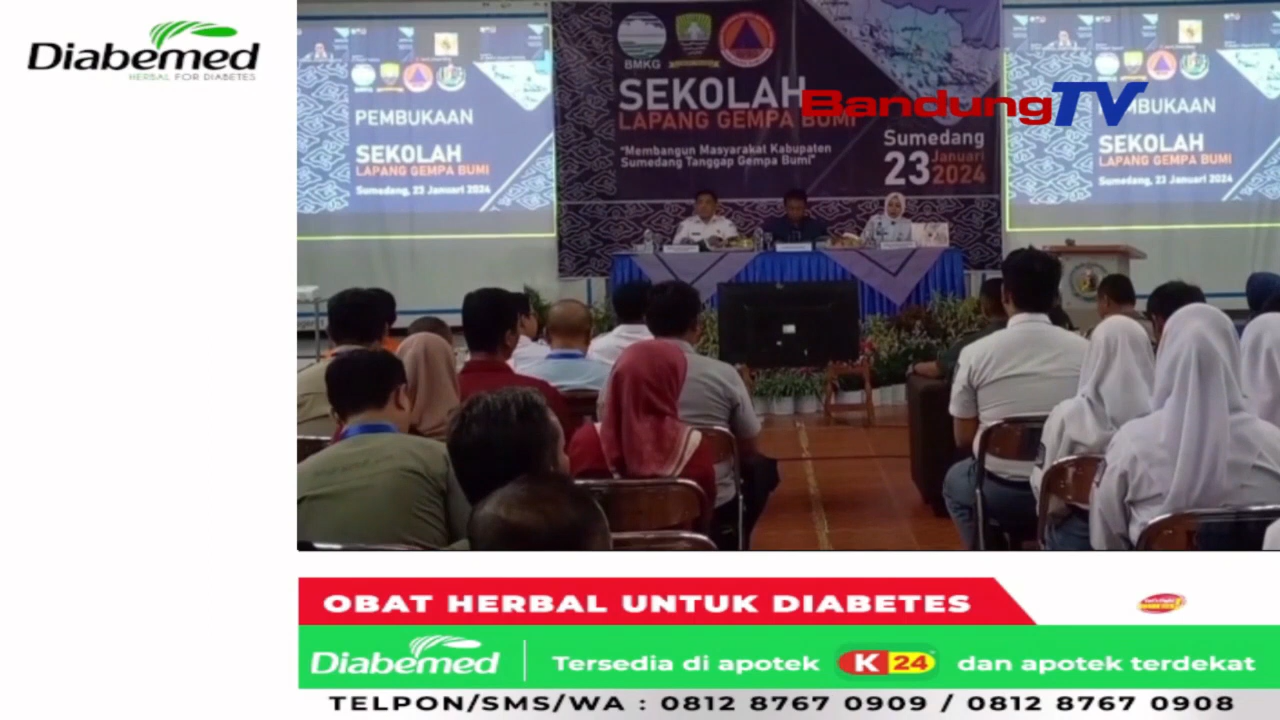 Diabemed
HERBAL FOR DIABETES
PEMBUKAAN
SEKOLAH
LAPANG GEMPA BUMI
Sumedang, 23 Januari 2024
BMKG
SEKOLAH
LAPANG GEMPA BUMI
"Membangun Masyarakat Kabupaten
Sumedang Tanggap Gempa Bumi"
Sumedang
23 Januari
2024
BandungTV
MBUKAAN
SEKOLAH
LAPANG GEMPA BUMI
Sumedang, 23 Januari 2024
OBAT HERBAL UNTUK DIABETES
Diabemed
Tersedia di apotek K 24 dan apotek terdekat
TELPON/SMS/WA : 0812 8767 0909 / 0812 8767 0908